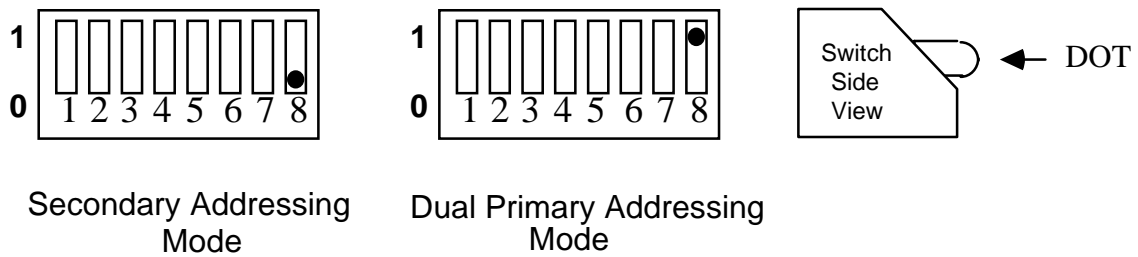 1
0
1 2 3 4 5 6 7 8
Secondary Addressing
Mode
1
0
1 2 3 4 5 6 7 8
Dual Primary Addressing
Mode
Switch
Side
View
DOT